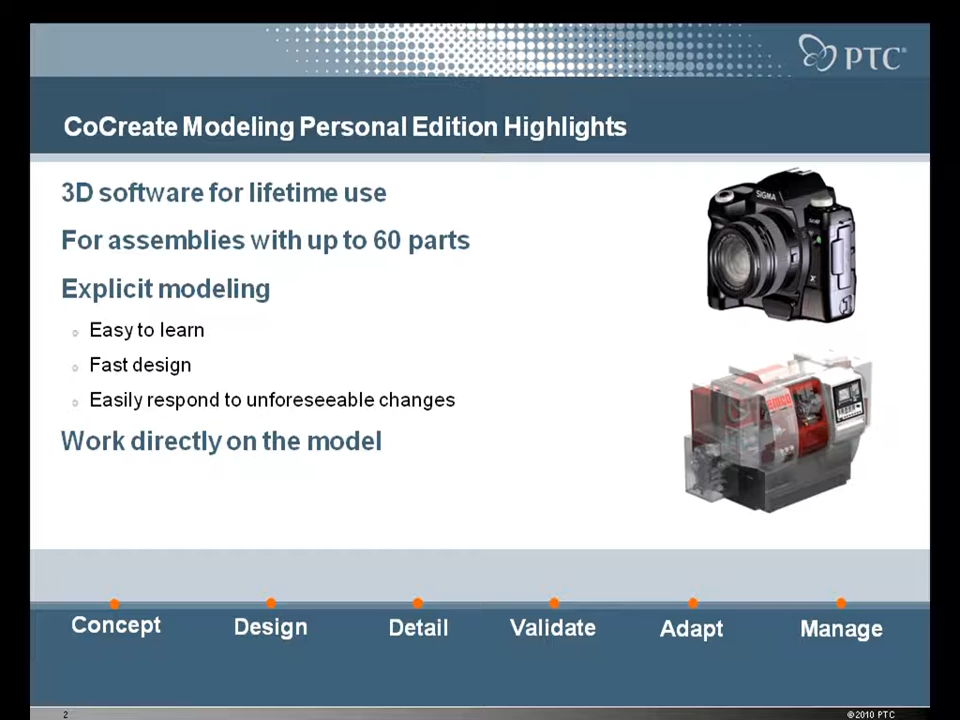 PTC®
CoCreate Modeling Personal Edition Highlights
3D software for lifetime use
For assemblies with up to 60 parts
Explicit modeling
Easy to learn
Fast design
Easily respond to unforeseeable changes
Work directly on the model
SIGMA
EMCO
Concept Design Detail Validate Adapt Manage
2 ©2010 PTC